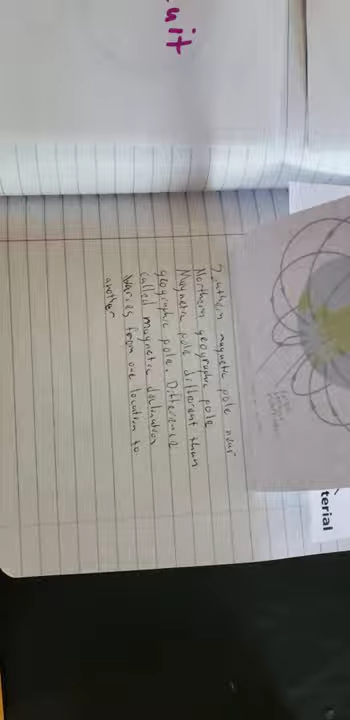 Southern magnetic pole near
Northern geographic pole
Magnetic pole different than
geographic pole. Difference
called magnetic declination
Varies from one location to
another
uit
terial